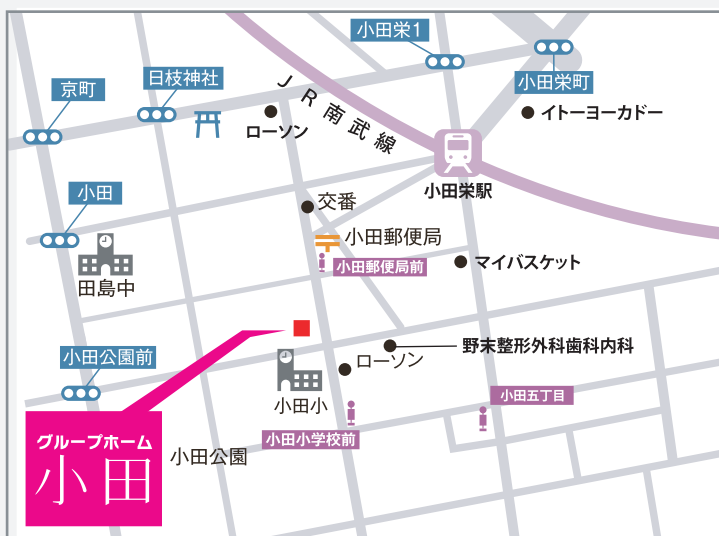 小田栄1
小田栄町
日枝神社
京町
JR南武線
イトーヨーカドー
ローソン
小田栄駅
小田
交番
小田郵便局
小田郵便局前
マイバスケット
田島中
野末整形外科歯科内科
小田公園前
ローソン
小田小
小田五丁目
小田小学校前
グループホーム
小田
小田公園